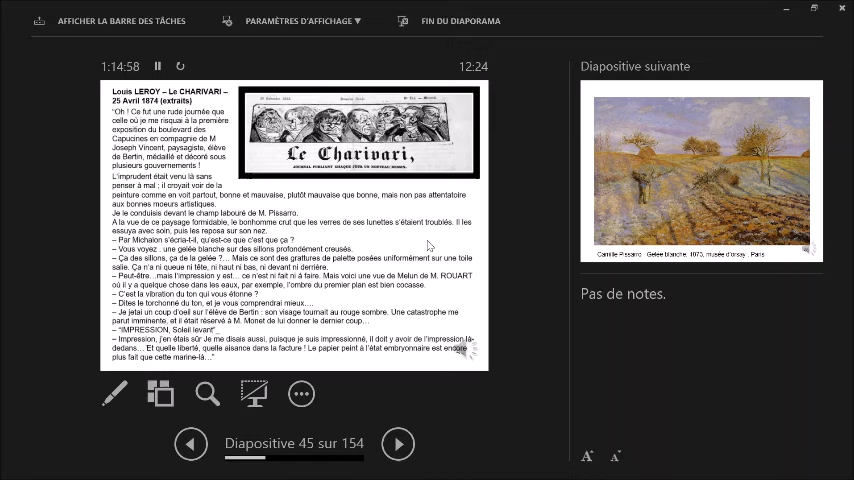 AFFICHER LA BARRE DES TÂCHES
PARAMÈTRES D'AFFICHAGE ▼
FIN DU DIAPORAMA
1:14:58
12:24
Louis LEROY – Le CHARIVARI –
25 Avril 1874 (extraits)
"Oh ! Ce fut une rude journée que
celle où je me risquai à la première
exposition du boulevard des
Capucines en compagnie de M
Joseph Vincent, paysagiste, élève
de Bertin, médaillé et décoré sous
plusieurs gouvernements !
L'imprudent était venu là sans
penser à mal ; il croyait voir de la
peinture comme en voit partout, bonne et mauvaise, plutôt mauvaise que bonne, mais non pas attentatoire
aux bonnes moeurs artistiques.
Je le conduisis devant le champ labouré de M. Pissarro.
A la vue de ce paysage formidable, le bonhomme crut que les verres de ses lunettes s'étaient troublés. Il les
essuya avec soin, puis les reposa sur son nez.
– Par Michalon s'écria-t-il, qu'est-ce que c'est que ça ?
– Vous voyez . une gelée blanche sur des sillons profondément creusés.
– Ça des sillons, ça de la gelée ?... Mais ce sont des grattures de palette posées uniformément sur une toile
salie. Ça n'a ni queue ni tête, ni haut ni bas, ni devant ni derrière.
– Peut-être…mais l'impression y est… ce n'est ni fait ni à faire. Mais voici une vue de Melun de M. ROUART
où il y a quelque chose dans les eaux, par exemple, l'ombre du premier plan est bien cocasse.
– C'est la vibration du ton qui vous étonne ?
– Dites le torchonné du ton, et je vous comprendrai mieux….
– Je jetai un coup d'oeil sur l'élève de Bertin : son visage tournait au rouge sombre. Une catastrophe me
parut imminente, et il était réservé à M. Monet de lui donner le dernier coup…
– "IMPRESSION, Soleil levant"_
– Impression, j'en étais sûr Je me disais aussi, puisque je suis impressionné, il doit y avoir de l'impression là-
dedans… Et quelle liberté, quelle aisance dans la facture ! Le papier peint à l'état embryonnaire est encore
plus fait que cette marine-là…"
Le Charivari,
JOURNAL PUBLIANT CHAQUE JOUR UN NOUVEAU DESSIN.
Diapositive suivante
Camille Pissarro . Gelée blanche, 1873, musée d'orsay , Paris
Pas de notes.
Diapositive 45 sur 154
A A